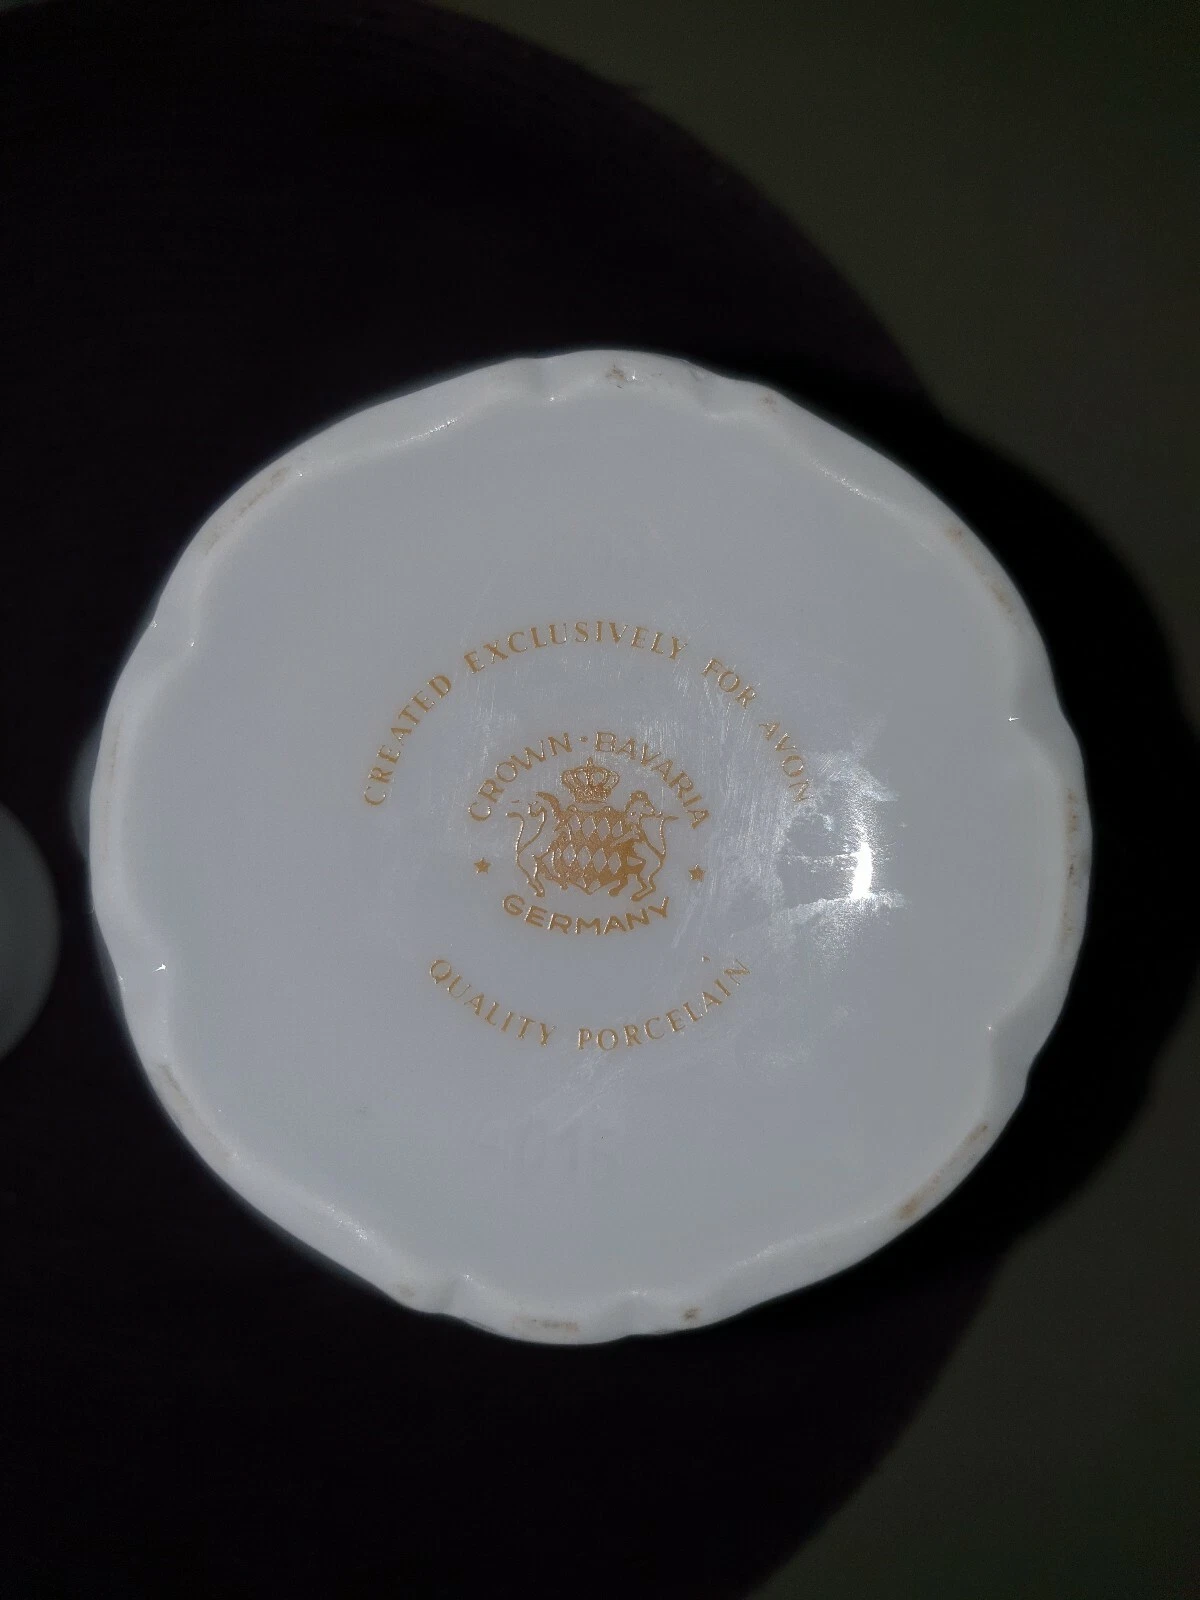 CREATED EXCLUSIVELY FOR AVON
CROWN · BAVARIA
GERMANY
QUALITY PORCELAIN